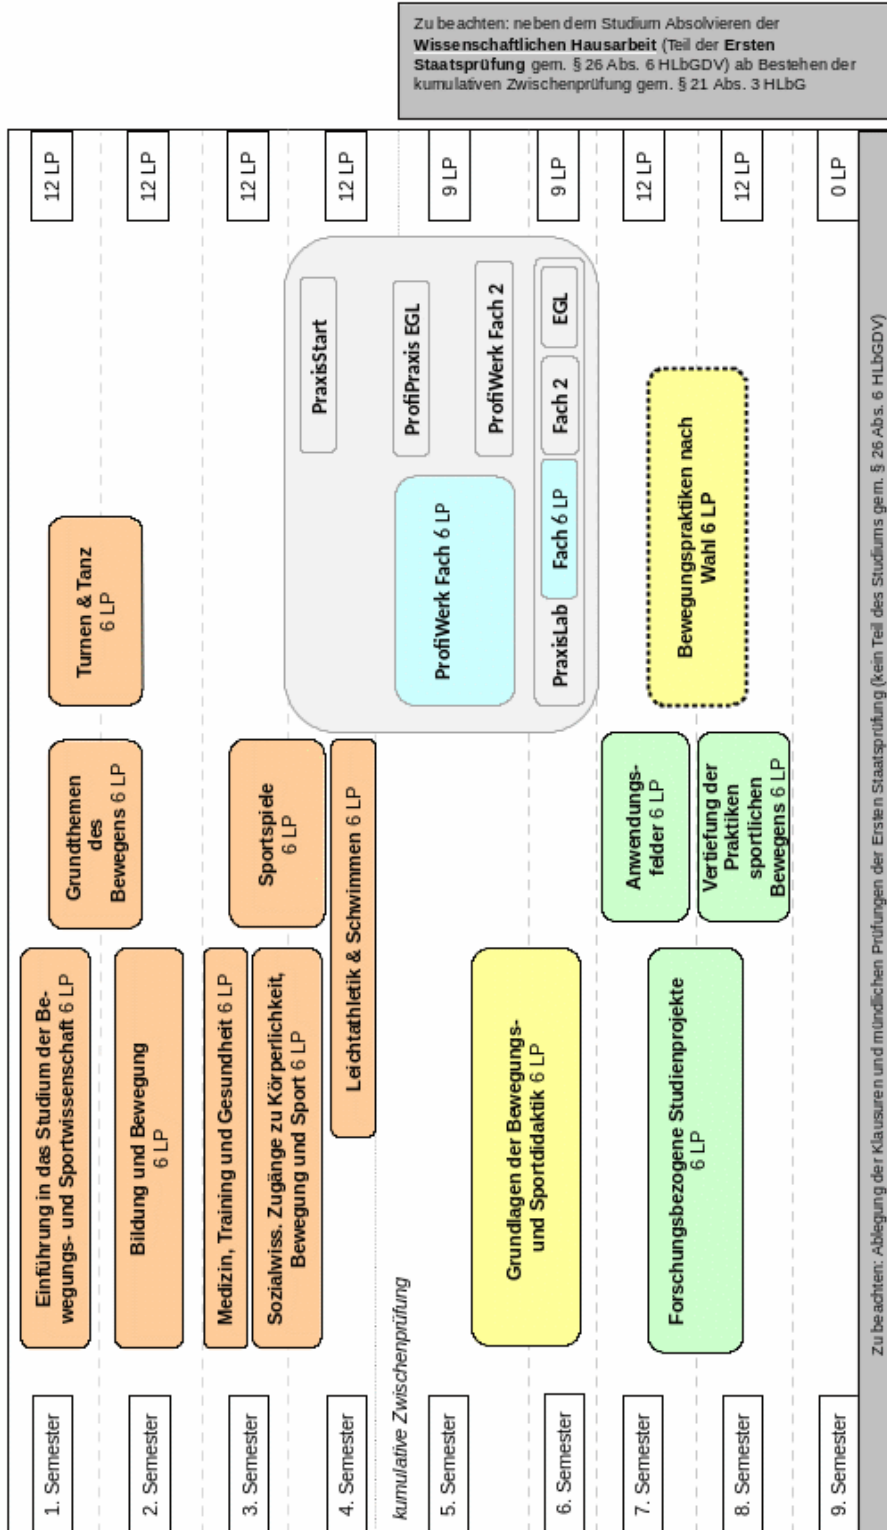 Zu beachten: neben dem Studium Absolvieren der
Wissenschaftlichen Hausarbeit (Teil der Ersten
Staatsprüfung gem. § 26 Abs. 6 HLbGDV) ab Bestehen der
kumulativen Zwischenprüfung gem. § 21 Abs. 3 HLbG
1. Semester
Einführung in das Studium der Be-
wegungs- und Sportwissenschaft 6 LP
Grundthemen
des
Bewegens 6 LP
Turnen & Tanz
6 LP
12 LP
2. Semester
Bildung und Bewegung
6 LP
12 LP
3. Semester
Medizin, Training und Gesundheit 6 LP
Sozialwiss. Zugänge zu Körperlichkeit,
Bewegung und Sport 6 LP
Sportspiele
6 LP
12 LP
4. Semester
Leichtathletik & Schwimmen 6 LP
PraxisStart
12 LP
kumulative Zwischenprüfung
5. Semester
Grundlagen der Bewegungs-
und Sportdidaktik 6 LP
ProfiWerk Fach 6 LP
ProfiPraxis EGL
ProfiWerk Fach 2
9 LP
6. Semester
PraxisLab
Fach 6 LP
Fach 2
EGL
9 LP
7. Semester
Forschungsbezogene Studienprojekte
6 LP
Anwendungs-
felder 6 LP
Bewegungspraktiken nach
Wahl 6 LP
12 LP
8. Semester
Vertiefung der
Praktiken
sportlichen
Bewegens 6 LP
12 LP
9. Semester
0 LP
Zu beachten: Ablegung der Klausuren und mündlichen Prüfungen der Ersten Staatsprüfung (kein Teil des Studiums gem. § 26 Abs. 6 HLbGDV)